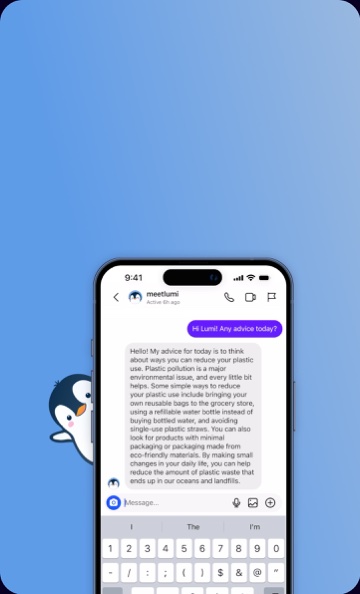 9:41
meetlumi
Active 6h ago
Hi Lumi! Any advice today?
Hello! My advice for today is to think
about ways you can reduce your plastic
use. Plastic pollution is a major
environmental issue, and every little bit
helps. Some simple ways to reduce
your plastic use include bringing your
own reusable bags to the grocery store,
using a refillable water bottle instead of
buying bottled water, and avoiding
single-use plastic straws. You can also
look for products with minimal
packaging or packaging made from
eco-friendly materials. By making small
changes in your daily life, you can help
reduce the amount of plastic waste that
ends up in our oceans and landfills.
Message...
I The I'm
1 2 3 4 5 6 7 8 9 0
- / : ; ( ) $ & @ "